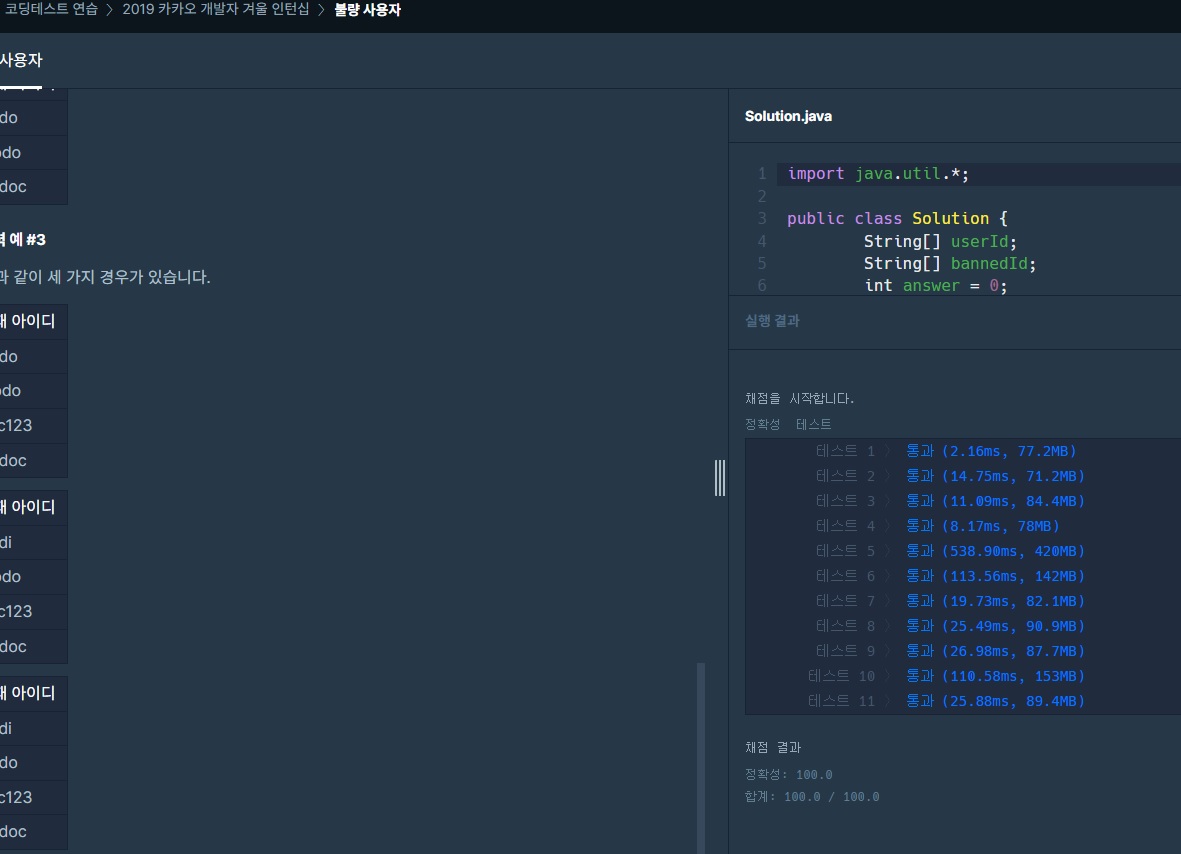 코딩테스트 연습 〉 2019 카카오 개발자 겨울 인턴십 〉 불량 사용자
사용자
do
odo
doc
예 #3
같이 세 가지 경우가 있습니다.
아이디
do
odo
c123
doc
아이디
di
odo
c123
doc
아이디
di
do
c123
doc
Solution.java
1 import java.util.*;
2
3 public class Solution {
4 String[] userId;
5 String[] bannedId;
6 int answer = 0;
실행 결과
채점을 시작합니다.
정확성 테스트
테스트 1 〉 통과 (2.16ms, 77.2MB)
테스트 2 〉 통과 (14.75ms, 71.2MB)
테스트 3 〉 통과 (11.09ms, 84.4MB)
테스트 4 〉 통과 (8.17ms, 78MB)
테스트 5 〉 통과 (538.90ms, 420MB)
테스트 6 〉 통과 (113.56ms, 142MB)
테스트 7 〉 통과 (19.73ms, 82.1MB)
테스트 8 〉 통과 (25.49ms, 90.9MB)
테스트 9 〉 통과 (26.98ms, 87.7MB)
테스트 10 〉 통과 (110.58ms, 153MB)
테스트 11 〉 통과 (25.88ms, 89.4MB)
채점 결과
정확성: 100.0
합계: 100.0 / 100.0